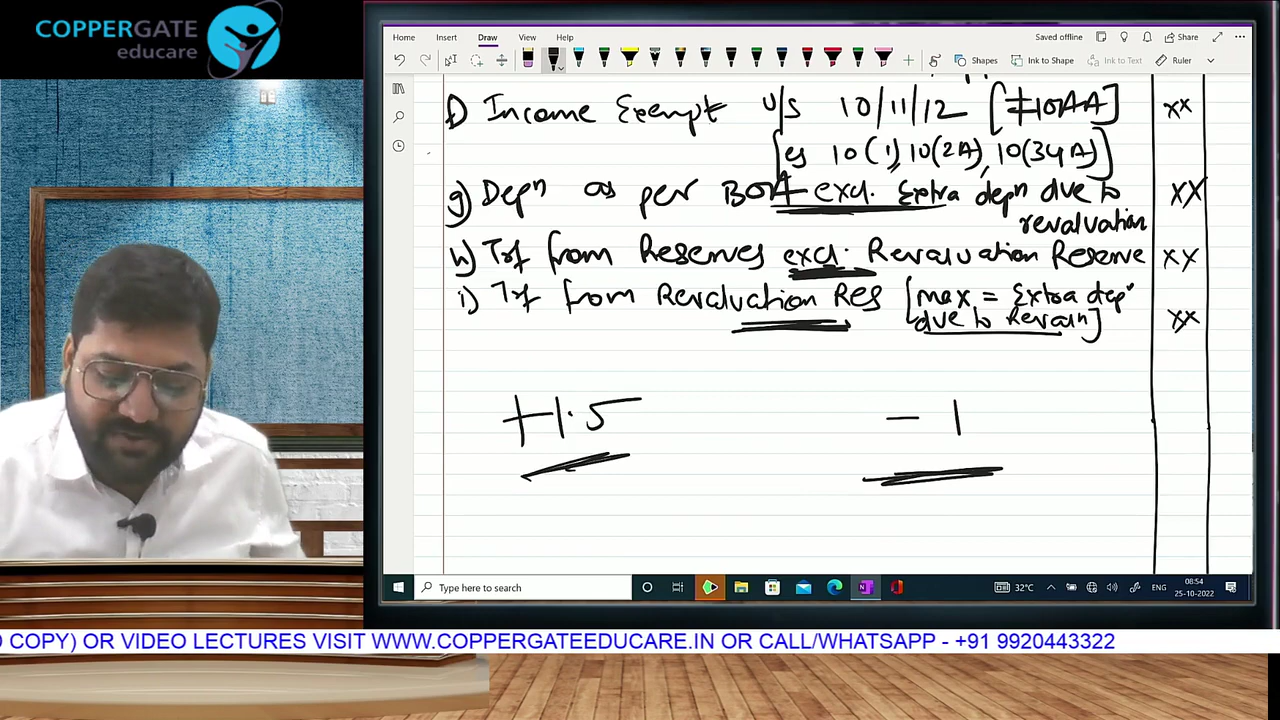 COPPERGATE
educare
Home Insert Draw View Help
Saved offline
Share
Shapes
Ink to Shape
Ink to Text
Ruler
f) Income Exempt u/s 10/11/12 [≠10AA] xx
[eg 10(1), 10(2A), 10(34A)]
g) Depn as per BOA excl. Extra depn due to xx
revaluation
h) Trf from Reserves excl. Revaluation Reserve xx
i) Trf from Revaluation Res [max = Extra depn
due to Revaln] xx
+1.5 - 1
Type here to search
32°C
ENG
08:54
25-10-2022
COPY) OR VIDEO LECTURES VISIT WWW.COPPERGATEEDUCARE.IN OR CALL/WHATSAPP - +91 9920443322